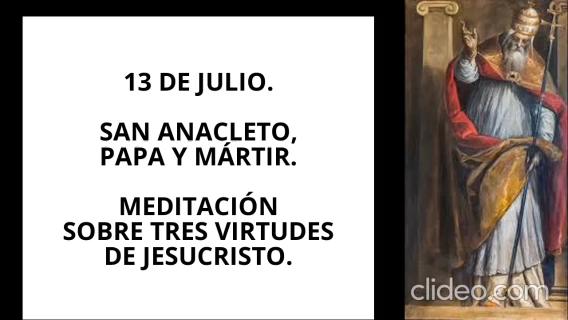 13 DE JULIO.
SAN ANACLETO,
PAPA Y MÁRTIR.
MEDITACIÓN
SOBRE TRES VIRTUDES
DE JESUCRISTO.
clideo.com